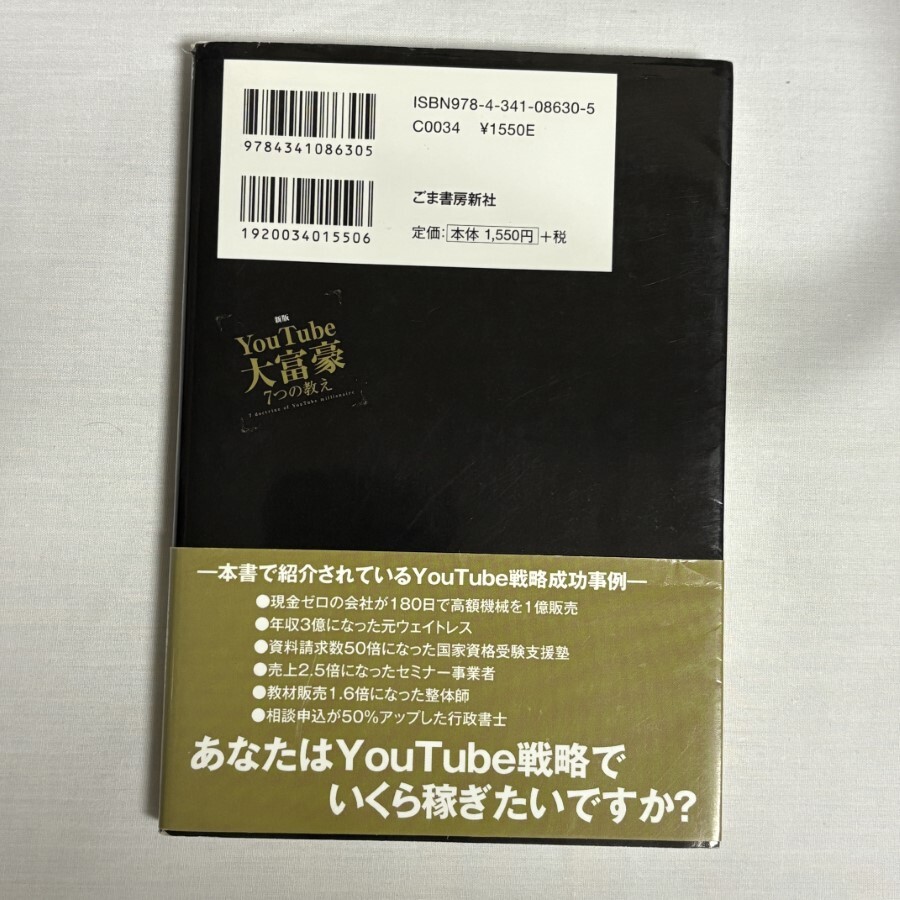 ISBN978-4-341-08630-5
C0034 ¥1550E
9784341086305
ごま書房新社
1920034015506
定価：本体 1,550円＋税
新版
YouTube
大富豪
7つの教え
7 doctrine of YouTube millionaire
―本書で紹介されているYouTube戦略成功事例―
●現金ゼロの会社が180日で高額機械を1億販売
●年収3億になった元ウェイトレス
●資料請求数50倍になった国家資格受験支援塾
●売上2.5倍になったセミナー事業者
●教材販売1.6倍になった整体師
●相談申込が50%アップした行政書士
あなたはYouTube戦略で
いくら稼ぎたいですか？